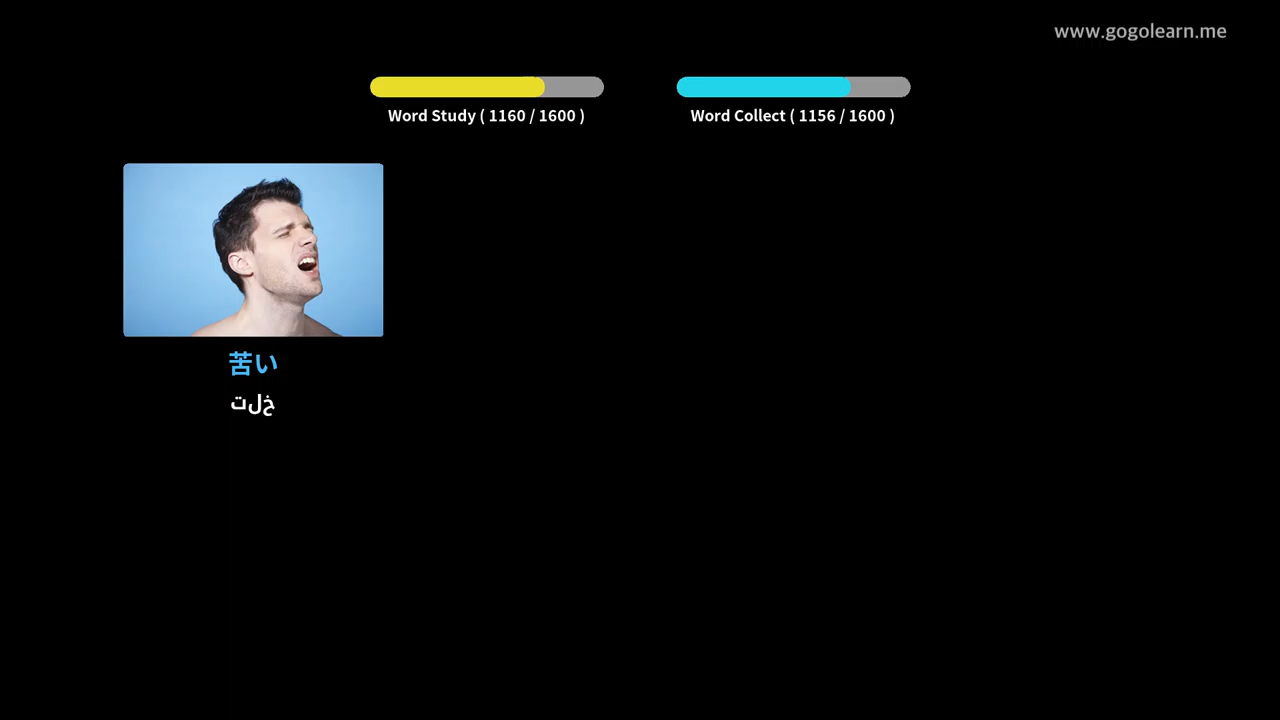 www.gogolearn.me
Word Study ( 1160 / 1600 )
Word Collect ( 1156 / 1600 )
苦い
خلت